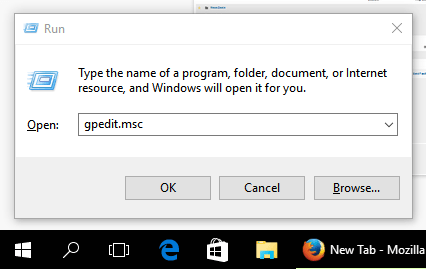 Run
Type the name of a program, folder, document, or Internet
resource, and Windows will open it for you.
Open: gpedit.msc
OK Cancel Browse...
New Tab - Mozilla